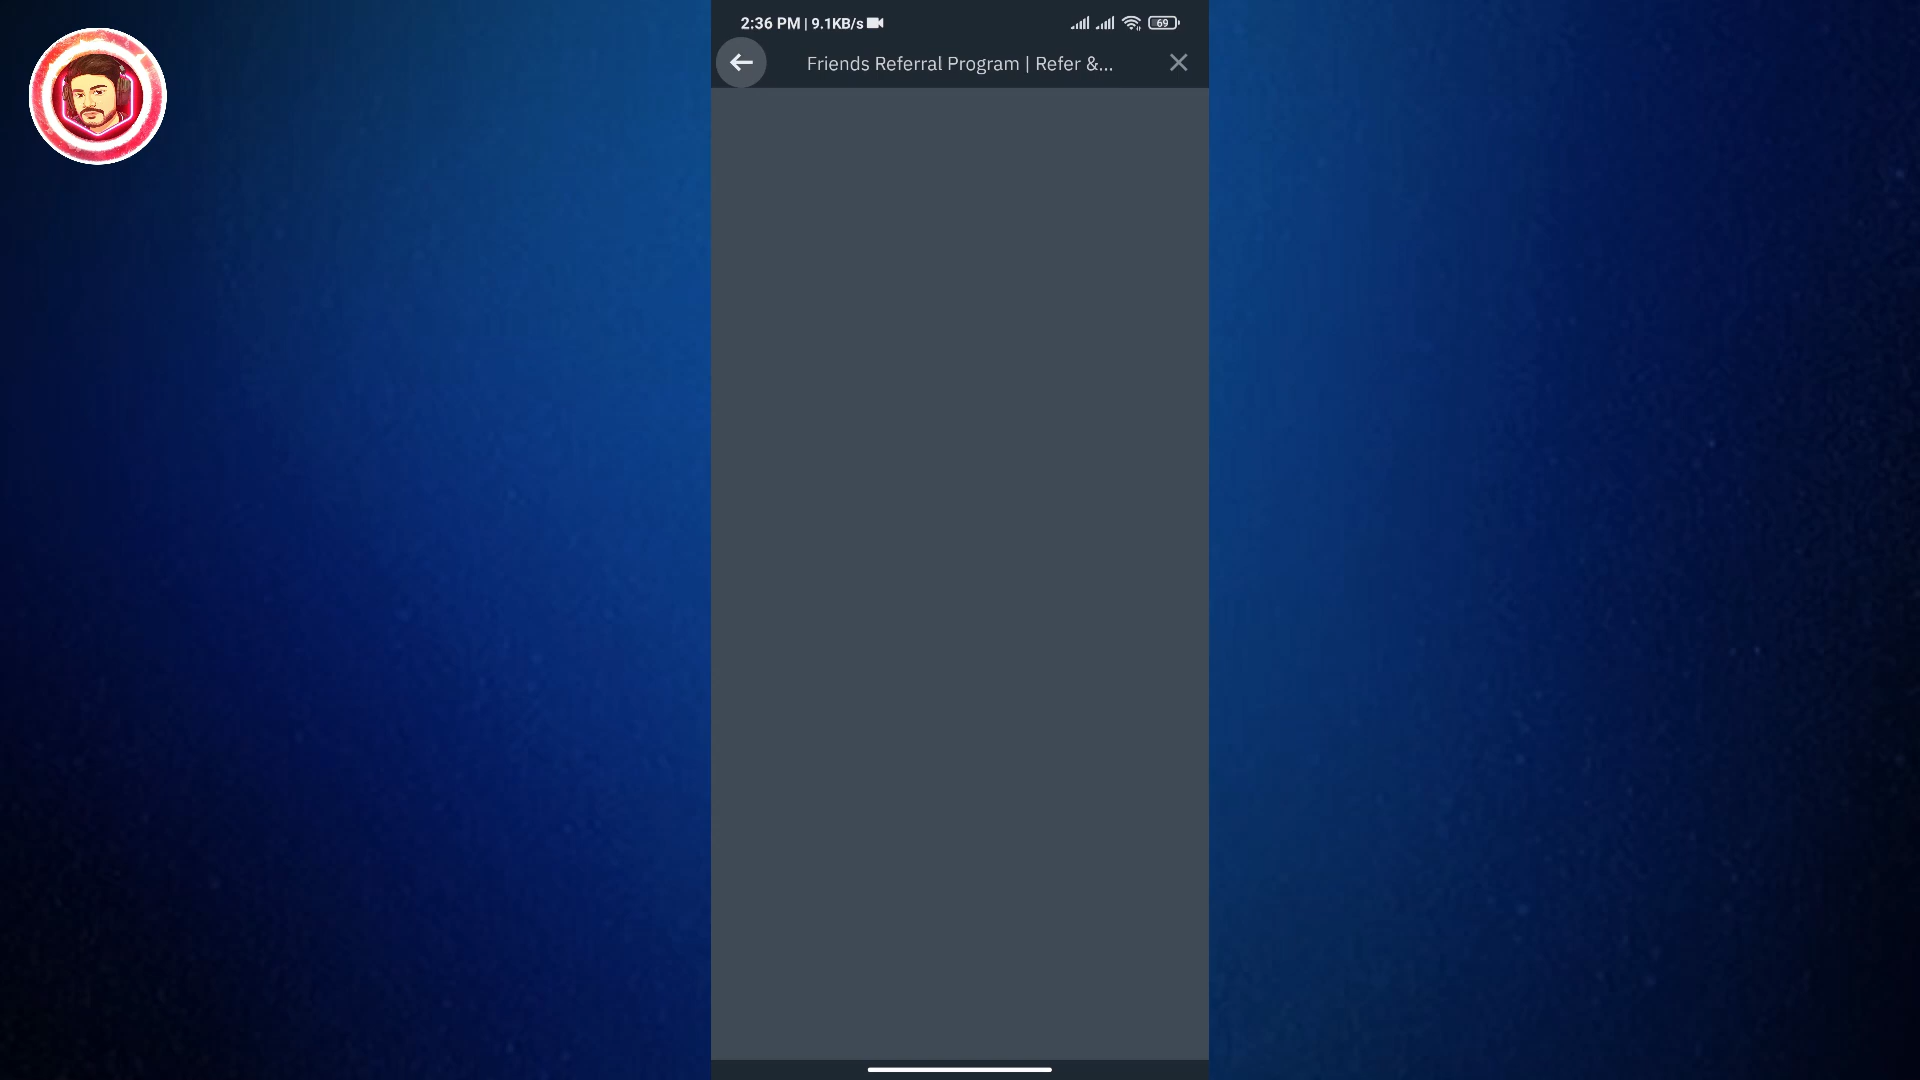 2:36 PM | 9.1KB/s 69
Friends Referral Program | Refer &...